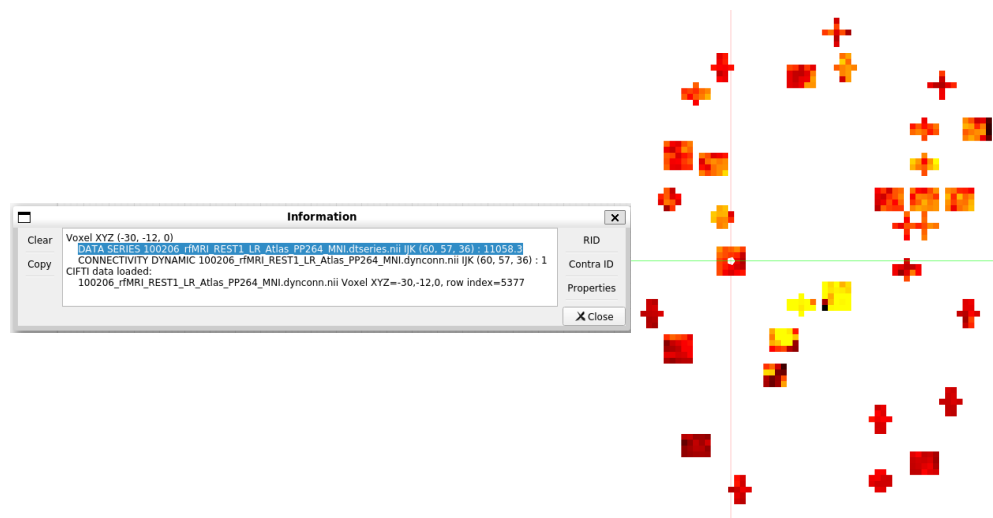 Information
Clear
Copy
Voxel XYZ (-30, -12, 0)
DATA SERIES 100206_rfMRI_REST1_LR_Atlas_PP264_MNI.dtseries.nii IJK (60, 57, 36) : 11058.3
CONNECTIVITY DYNAMIC 100206_rfMRI_REST1_LR_Atlas_PP264_MNI.dynconn.nii IJK (60, 57, 36) : 1
CIFTI data loaded:
100206_rfMRI_REST1_LR_Atlas_PP264_MNI.dynconn.nii Voxel XYZ=-30,-12,0, row index=5377
RID
Contra ID
Properties
Close